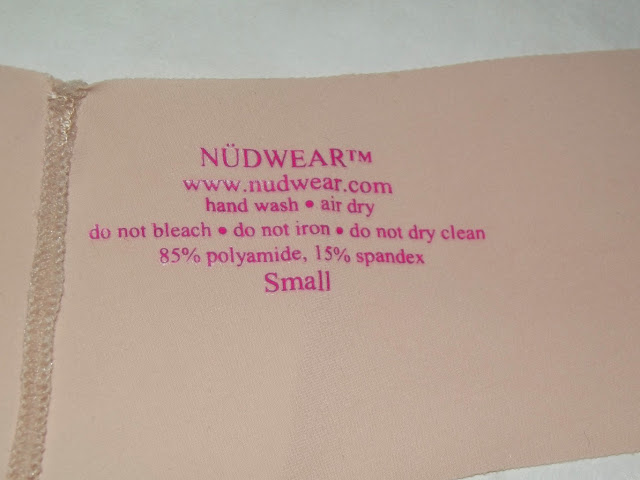 NÜDWEAR™
www.nudwear.com
hand wash • air dry
do not bleach • do not iron • do not dry clean
85% polyamide, 15% spandex
Small